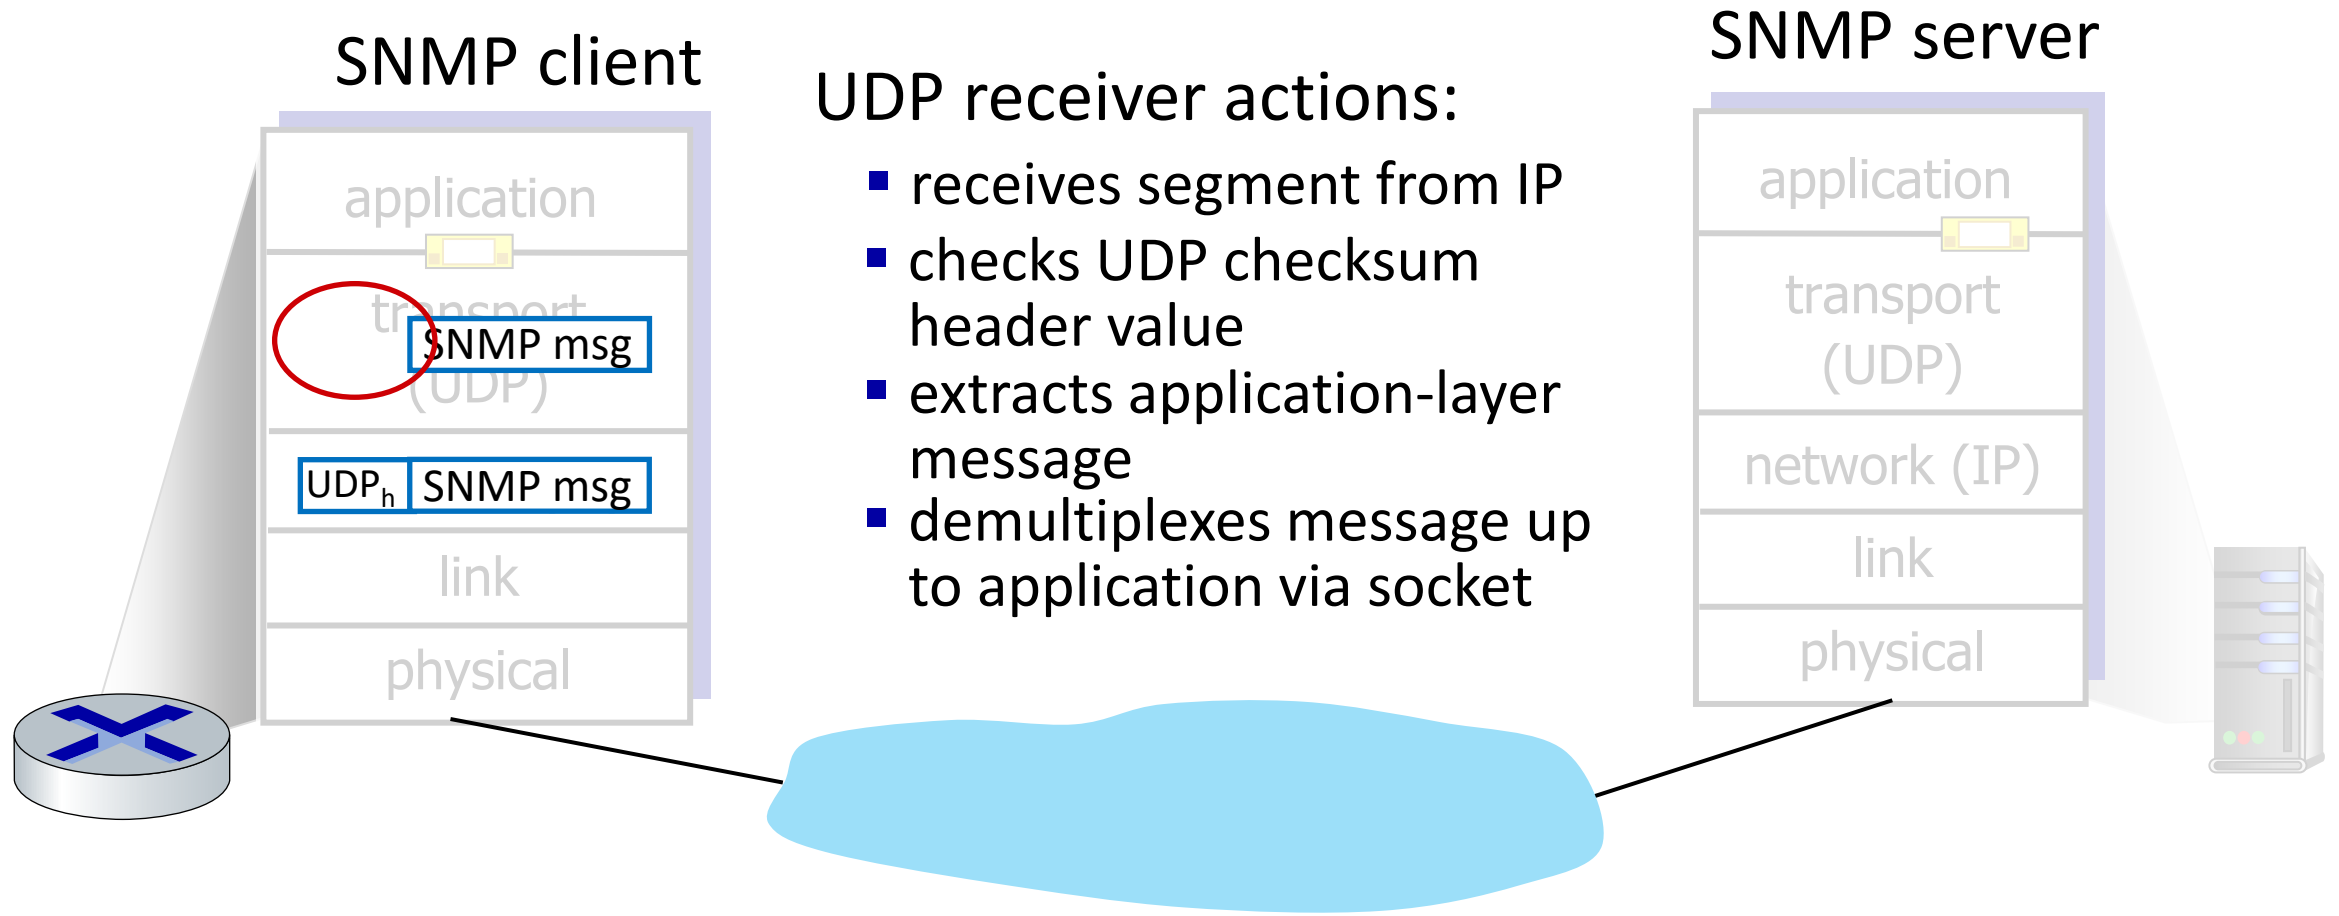 SNMP client
application
transport
SNMP msg
(UDP)
UDPh SNMP msg
link
physical
UDP receiver actions:
▪ receives segment from IP
▪ checks UDP checksum
header value
▪ extracts application-layer
message
▪ demultiplexes message up
to application via socket
SNMP server
application
transport
(UDP)
network (IP)
link
physical